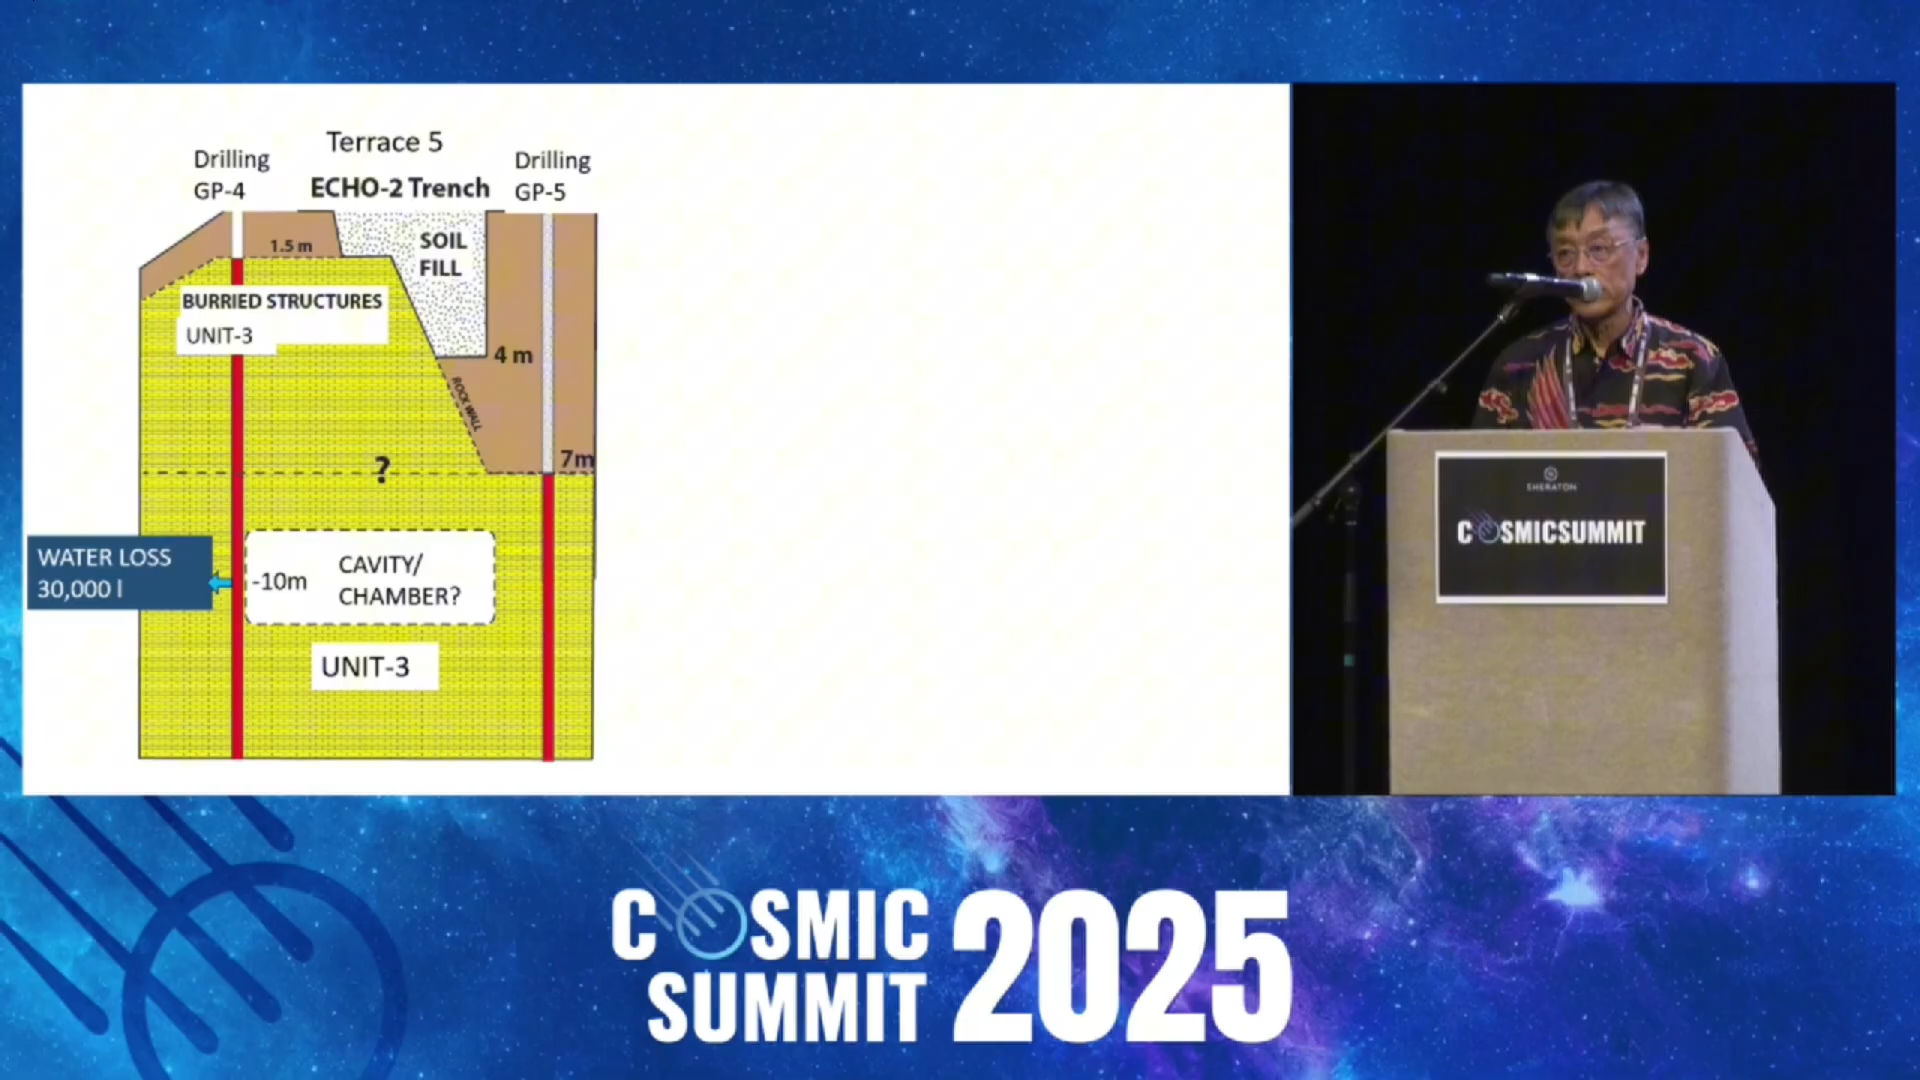 Terrace 5
Drilling
GP-4
ECHO-2 Trench
Drilling
GP-5
1.5 m
SOIL
FILL
BURRIED STRUCTURES
UNIT-3
4 m
ROCK WALL
7m
?
WATER LOSS
30,000 l
-10m
CAVITY/
CHAMBER?
UNIT-3
SHERATON
COSMICSUMMIT
COSMIC
SUMMIT
2025